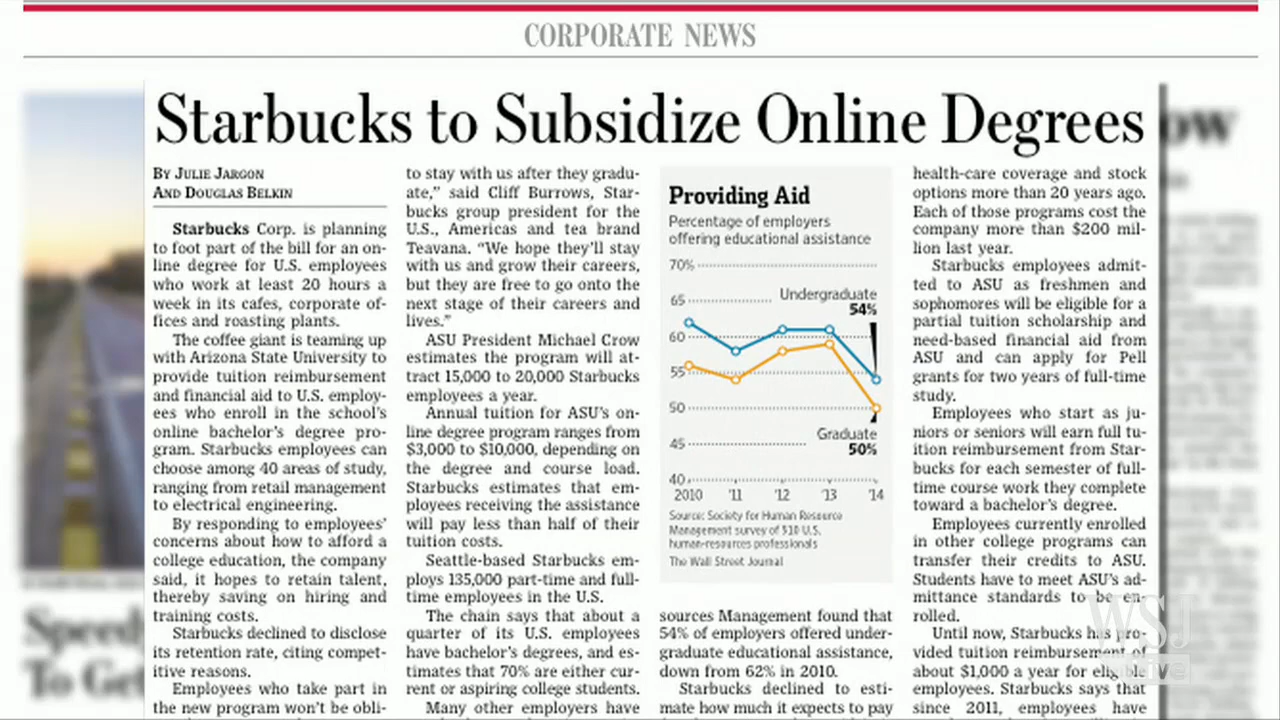 CORPORATE NEWS
Starbucks to Subsidize Online Degrees
BY JULIE JARGON
AND DOUGLAS BELKIN
Starbucks Corp. is planning
to foot part of the bill for an on-
line degree for U.S. employees
who work at least 20 hours a
week in its cafes, corporate of-
fices and roasting plants.
The coffee giant is teaming up
with Arizona State University to
provide tuition reimbursement
and financial aid to U.S. employ-
ees who enroll in the school's
online bachelor's degree pro-
gram. Starbucks employees can
choose among 40 areas of study,
ranging from retail management
to electrical engineering.
By responding to employees'
concerns about how to afford a
college education, the company
said, it hopes to retain talent,
thereby saving on hiring and
training costs.
Starbucks declined to disclose
its retention rate, citing compet-
itive reasons.
Employees who take part in
the new program won't be obli-
to stay with us after they gradu-
ate," said Cliff Burrows, Star-
bucks group president for the
U.S., Americas and tea brand
Teavana. "We hope they'll stay
with us and grow their careers,
but they are free to go onto the
next stage of their careers and
lives."
ASU President Michael Crow
estimates the program will at-
tract 15,000 to 20,000 Starbucks
employees a year.
Annual tuition for ASU's on-
line degree program ranges from
$3,000 to $10,000, depending on
the degree and course load.
Starbucks estimates that em-
ployees receiving the assistance
will pay less than half of their
tuition costs.
Seattle-based Starbucks em-
ploys 135,000 part-time and full-
time employees in the U.S.
The chain says that about a
quarter of its U.S. employees
have bachelor's degrees, and es-
timates that 70% are either cur-
rent or aspiring college students.
Many other employers have
Providing Aid
Percentage of employers
offering educational assistance
70%
65
Undergraduate
54%
60
55
50
45
Graduate
50%
40
2010 '11 '12 '13 '14
Source: Society for Human Resource
Management survey of 510 U.S.
human-resources professionals
The Wall Street Journal
sources Management found that
54% of employers offered under-
graduate educational assistance,
down from 62% in 2010.
Starbucks declined to esti-
mate how much it expects to pay
health-care coverage and stock
options more than 20 years ago.
Each of those programs cost the
company more than $200 mil-
lion last year.
Starbucks employees admit-
ted to ASU as freshmen and
sophomores will be eligible for a
partial tuition scholarship and
need-based financial aid from
ASU and can apply for Pell
grants for two years of full-time
study.
Employees who start as ju-
niors or seniors will earn full tu-
ition reimbursement from Star-
bucks for each semester of full-
time course work they complete
toward a bachelor's degree.
Employees currently enrolled
in other college programs can
transfer their credits to ASU.
Students have to meet ASU's ad-
mittance standards to be en-
rolled.
Until now, Starbucks has pro-
vided tuition reimbursement of
about $1,000 a year for eligible
employees. Starbucks says that
since 2011, employees have
WSJ
live
ow
Speed
To Get